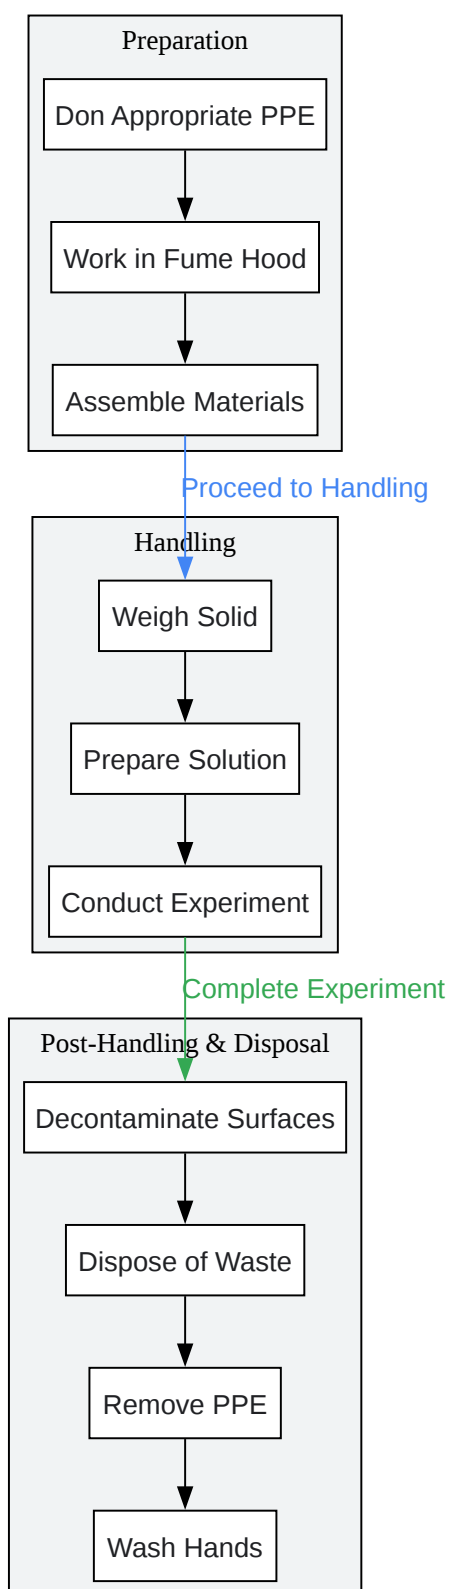 Preparation
Don Appropriate PPE
Work in Fume Hood
Assemble Materials
Proceed to Handling
Handling
Weigh Solid
Prepare Solution
Conduct Experiment
Complete Experiment
Post-Handling & Disposal
Decontaminate Surfaces
Dispose of Waste
Remove PPE
Wash Hands